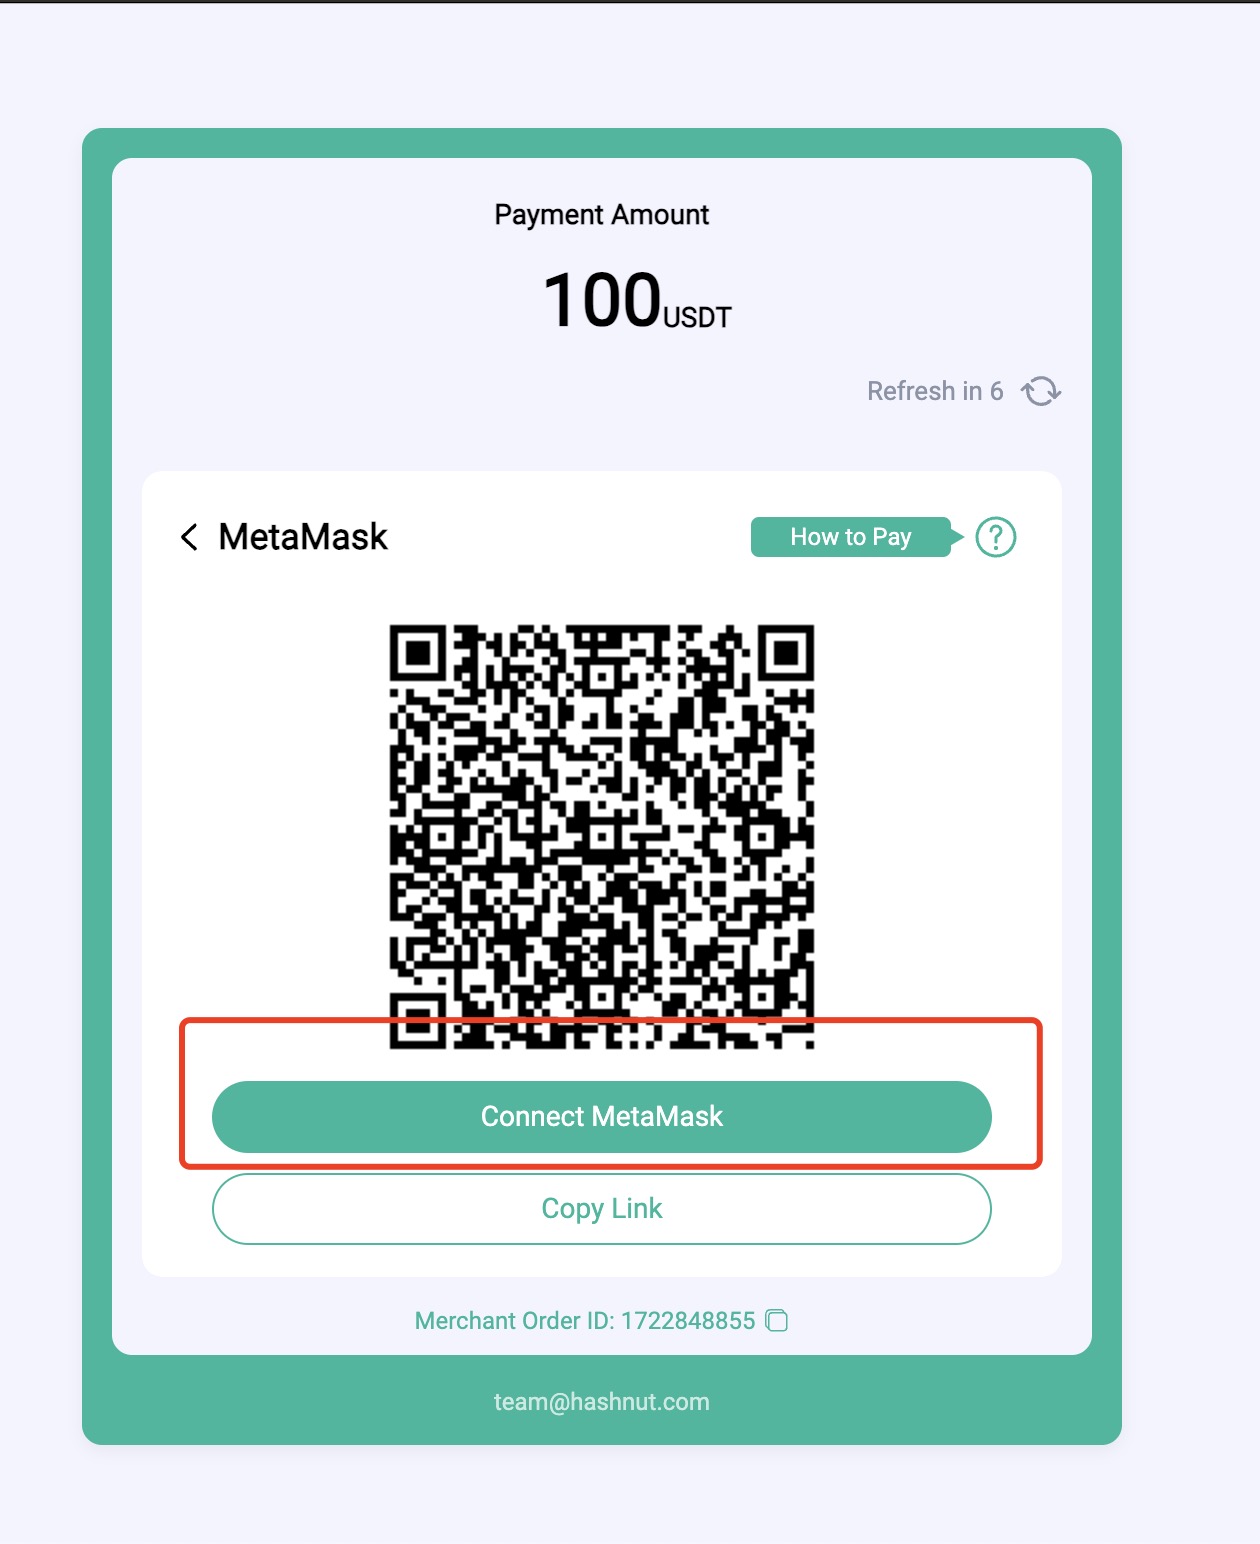 Payment Amount
100USDT
Refresh in 6
MetaMask
How to Pay
?
Connect MetaMask
Copy Link
Merchant Order ID: 1722848855
team@hashnut.com